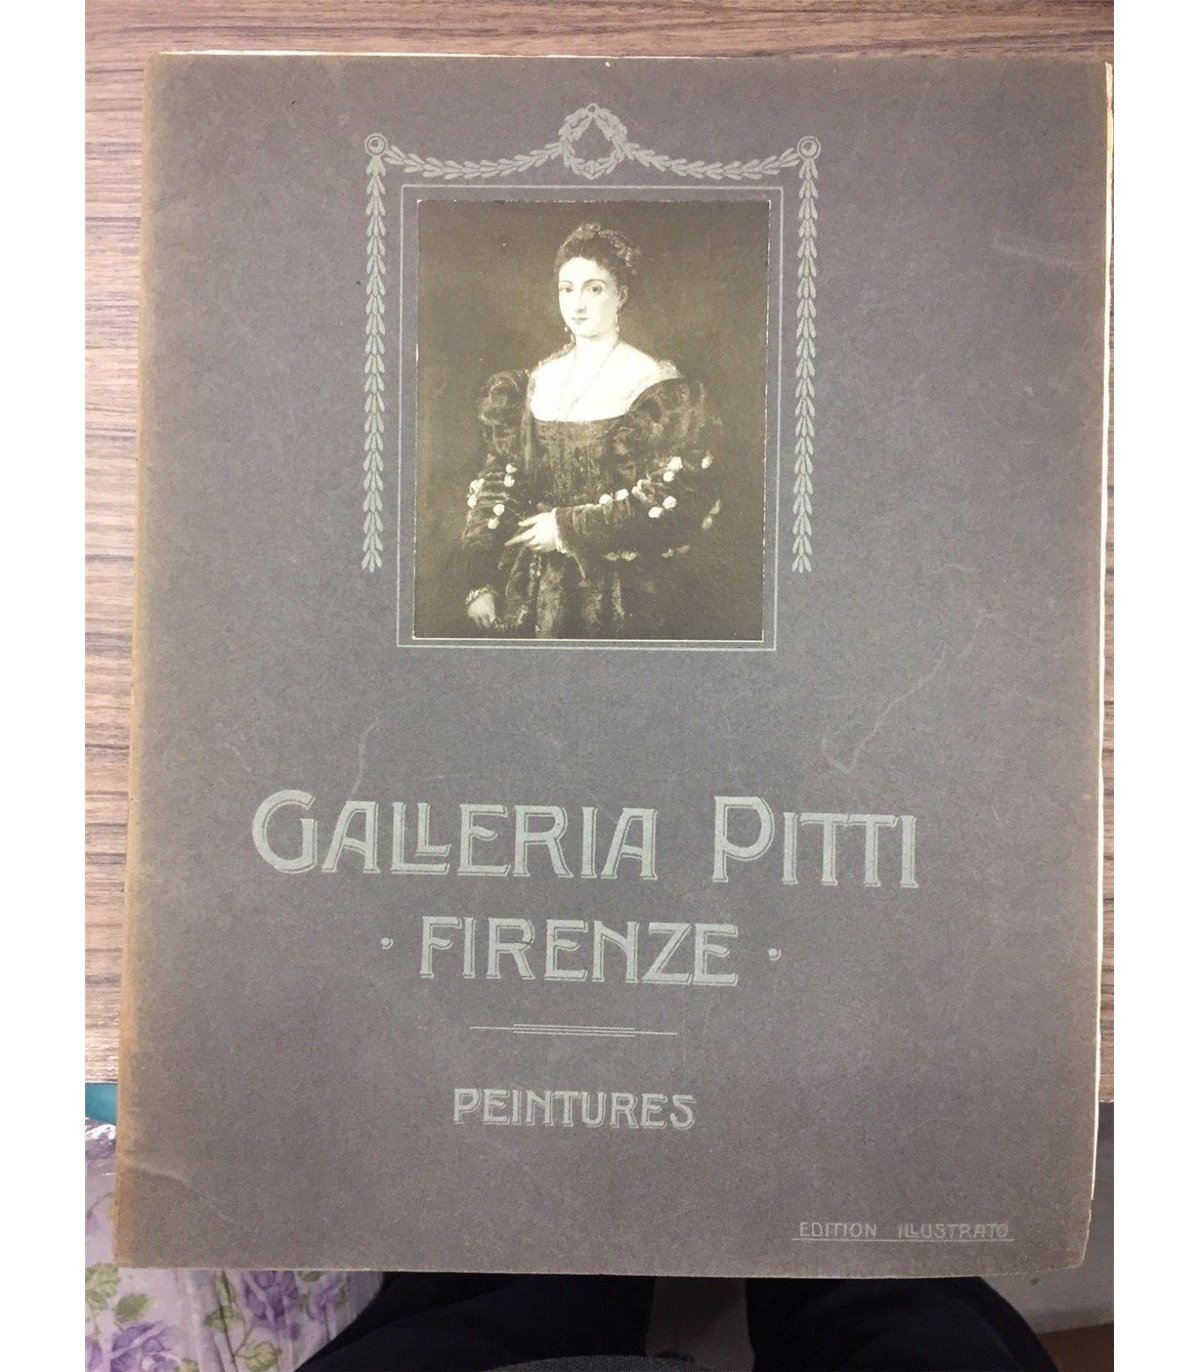 GALLERIA PITTI
· FIRENZE ·
PEINTURES
EDITION ILLUSTRATO